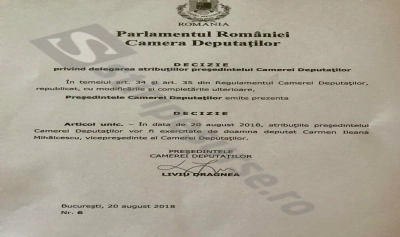 ROMANIA
Parlamentul României
Camera Deputaților
DECIZIE
privind delegarea atribuțiilor președintelui Camerei Deputaților
În temeiul art. 34 și art. 35 din Regulamentul Camerei Deputaților,
republicat, cu modificările și completările ulterioare,
Președintele Camerei Deputaților emite prezenta
DECIZIE
Articol unic. - În data de 20 august 2018, atribuțiile președintelui
Camerei Deputaților vor fi exercitate de doamna deputat Carmen Ileana
Mihălcescu, vicepreședinte al Camerei Deputaților.
PREȘEDINTELE
CAMEREI DEPUTAȚILOR
LIVIU DRAGNEA
București, 20 august 2018
Nr. 6